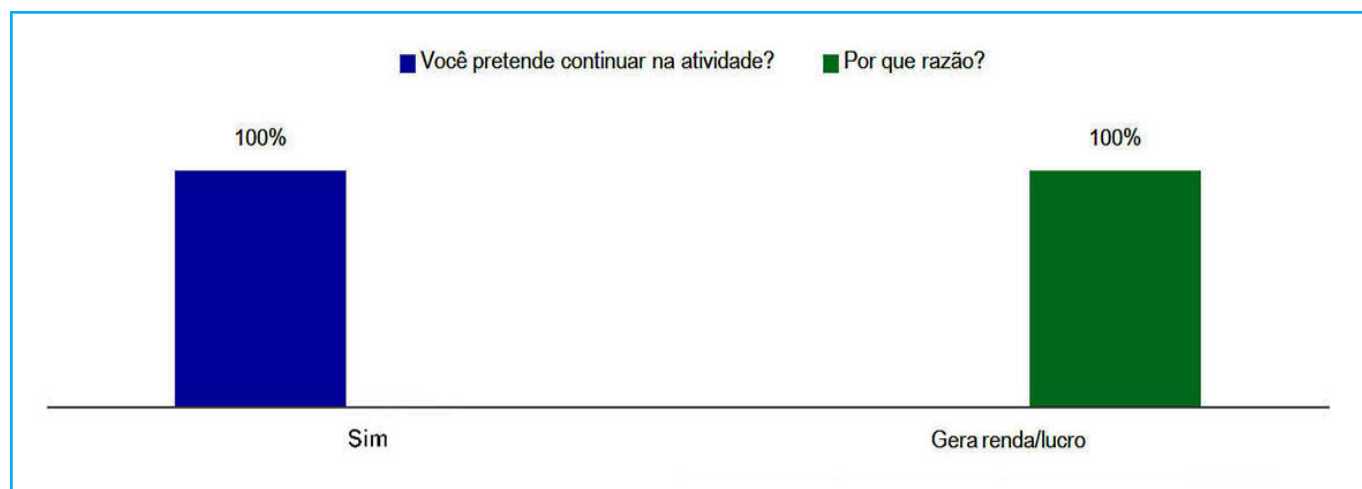 Você pretende continuar na atividade? Por que razão?
100% 100%
Sim Gera renda/lucro